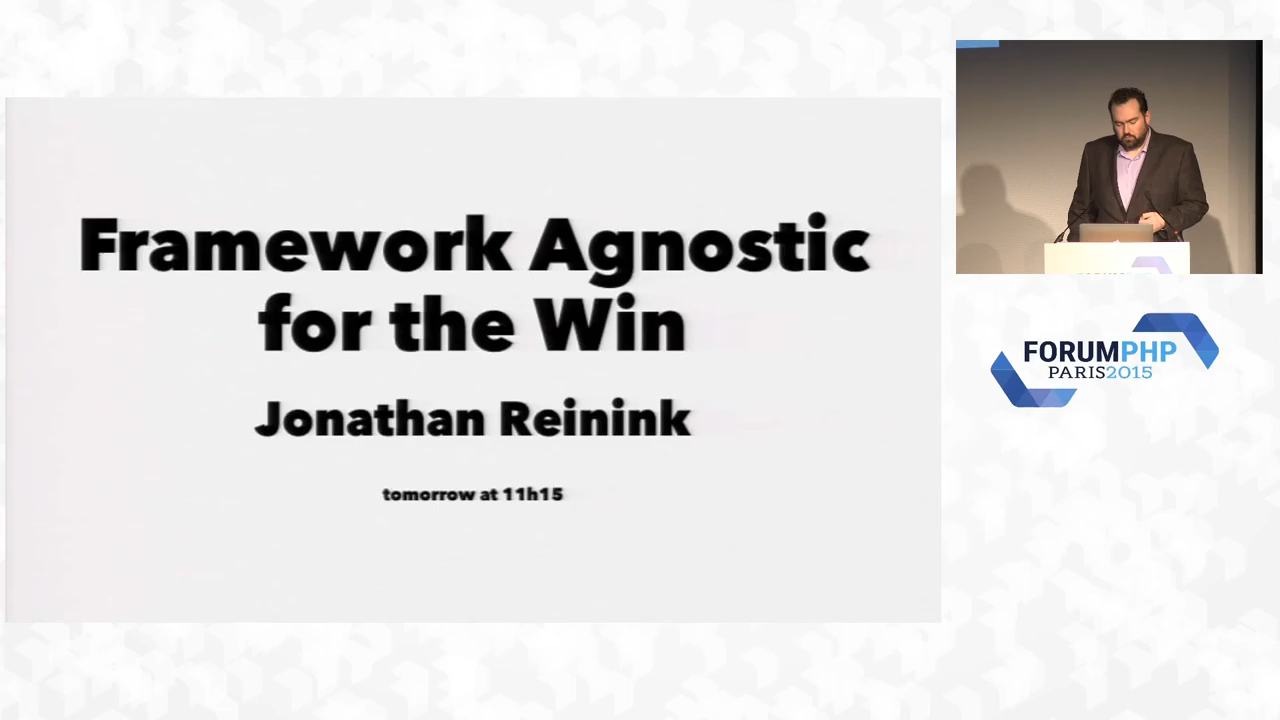 Framework Agnostic
for the Win
Jonathan Reinink
tomorrow at 11h15
FORUMPHP
PARIS2015